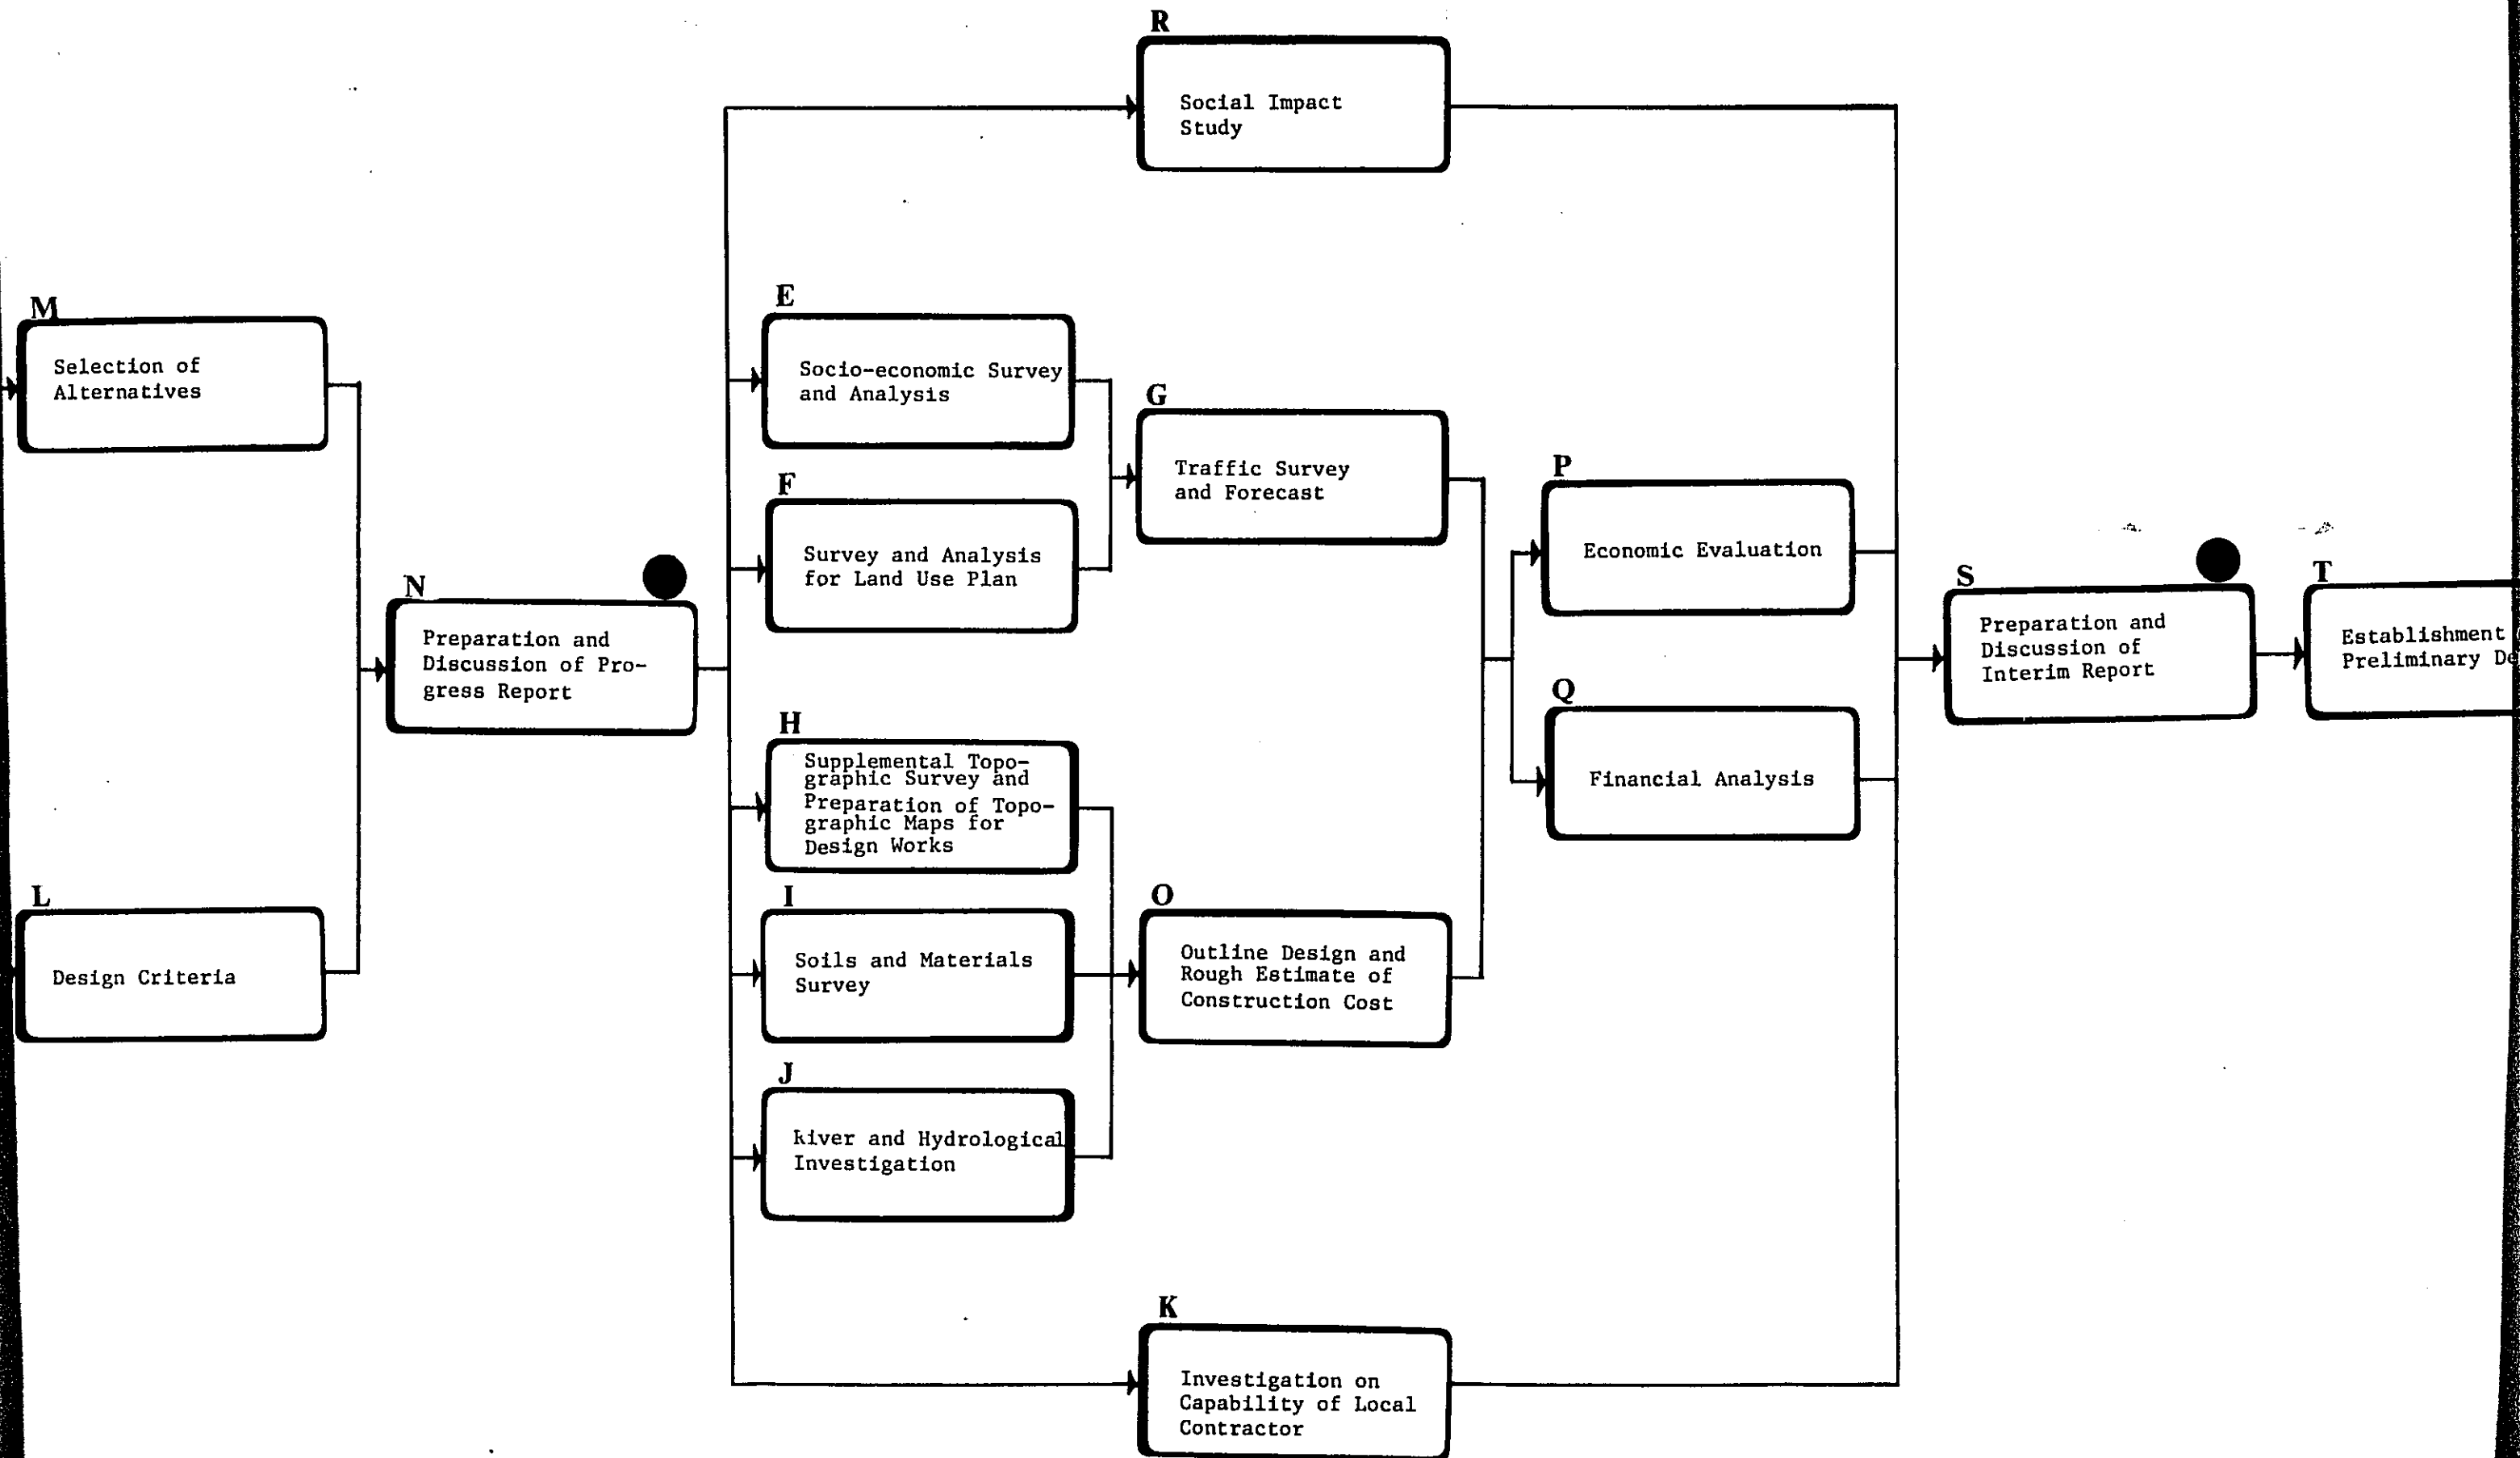 R
Social Impact
Study
M
Selection of
Alternatives
E
Socio-economic Survey
and Analysis
G
Traffic Survey
and Forecast
F
Survey and Analysis
for Land Use Plan
P
Economic Evaluation
N
Preparation and
Discussion of Pro-
gress Report
S
Preparation and
Discussion of
Interim Report
T
Establishment
Preliminary
Q
Financial Analysis
H
Supplemental Topo-
graphic Survey and
Preparation of Topo-
graphic Maps for
Design Works
L
Design Criteria
I
Soils and Materials
Survey
O
Outline Design and
Rough Estimate of
Construction Cost
J
River and Hydrological
Investigation
K
Investigation on
Capability of Local
Contractor